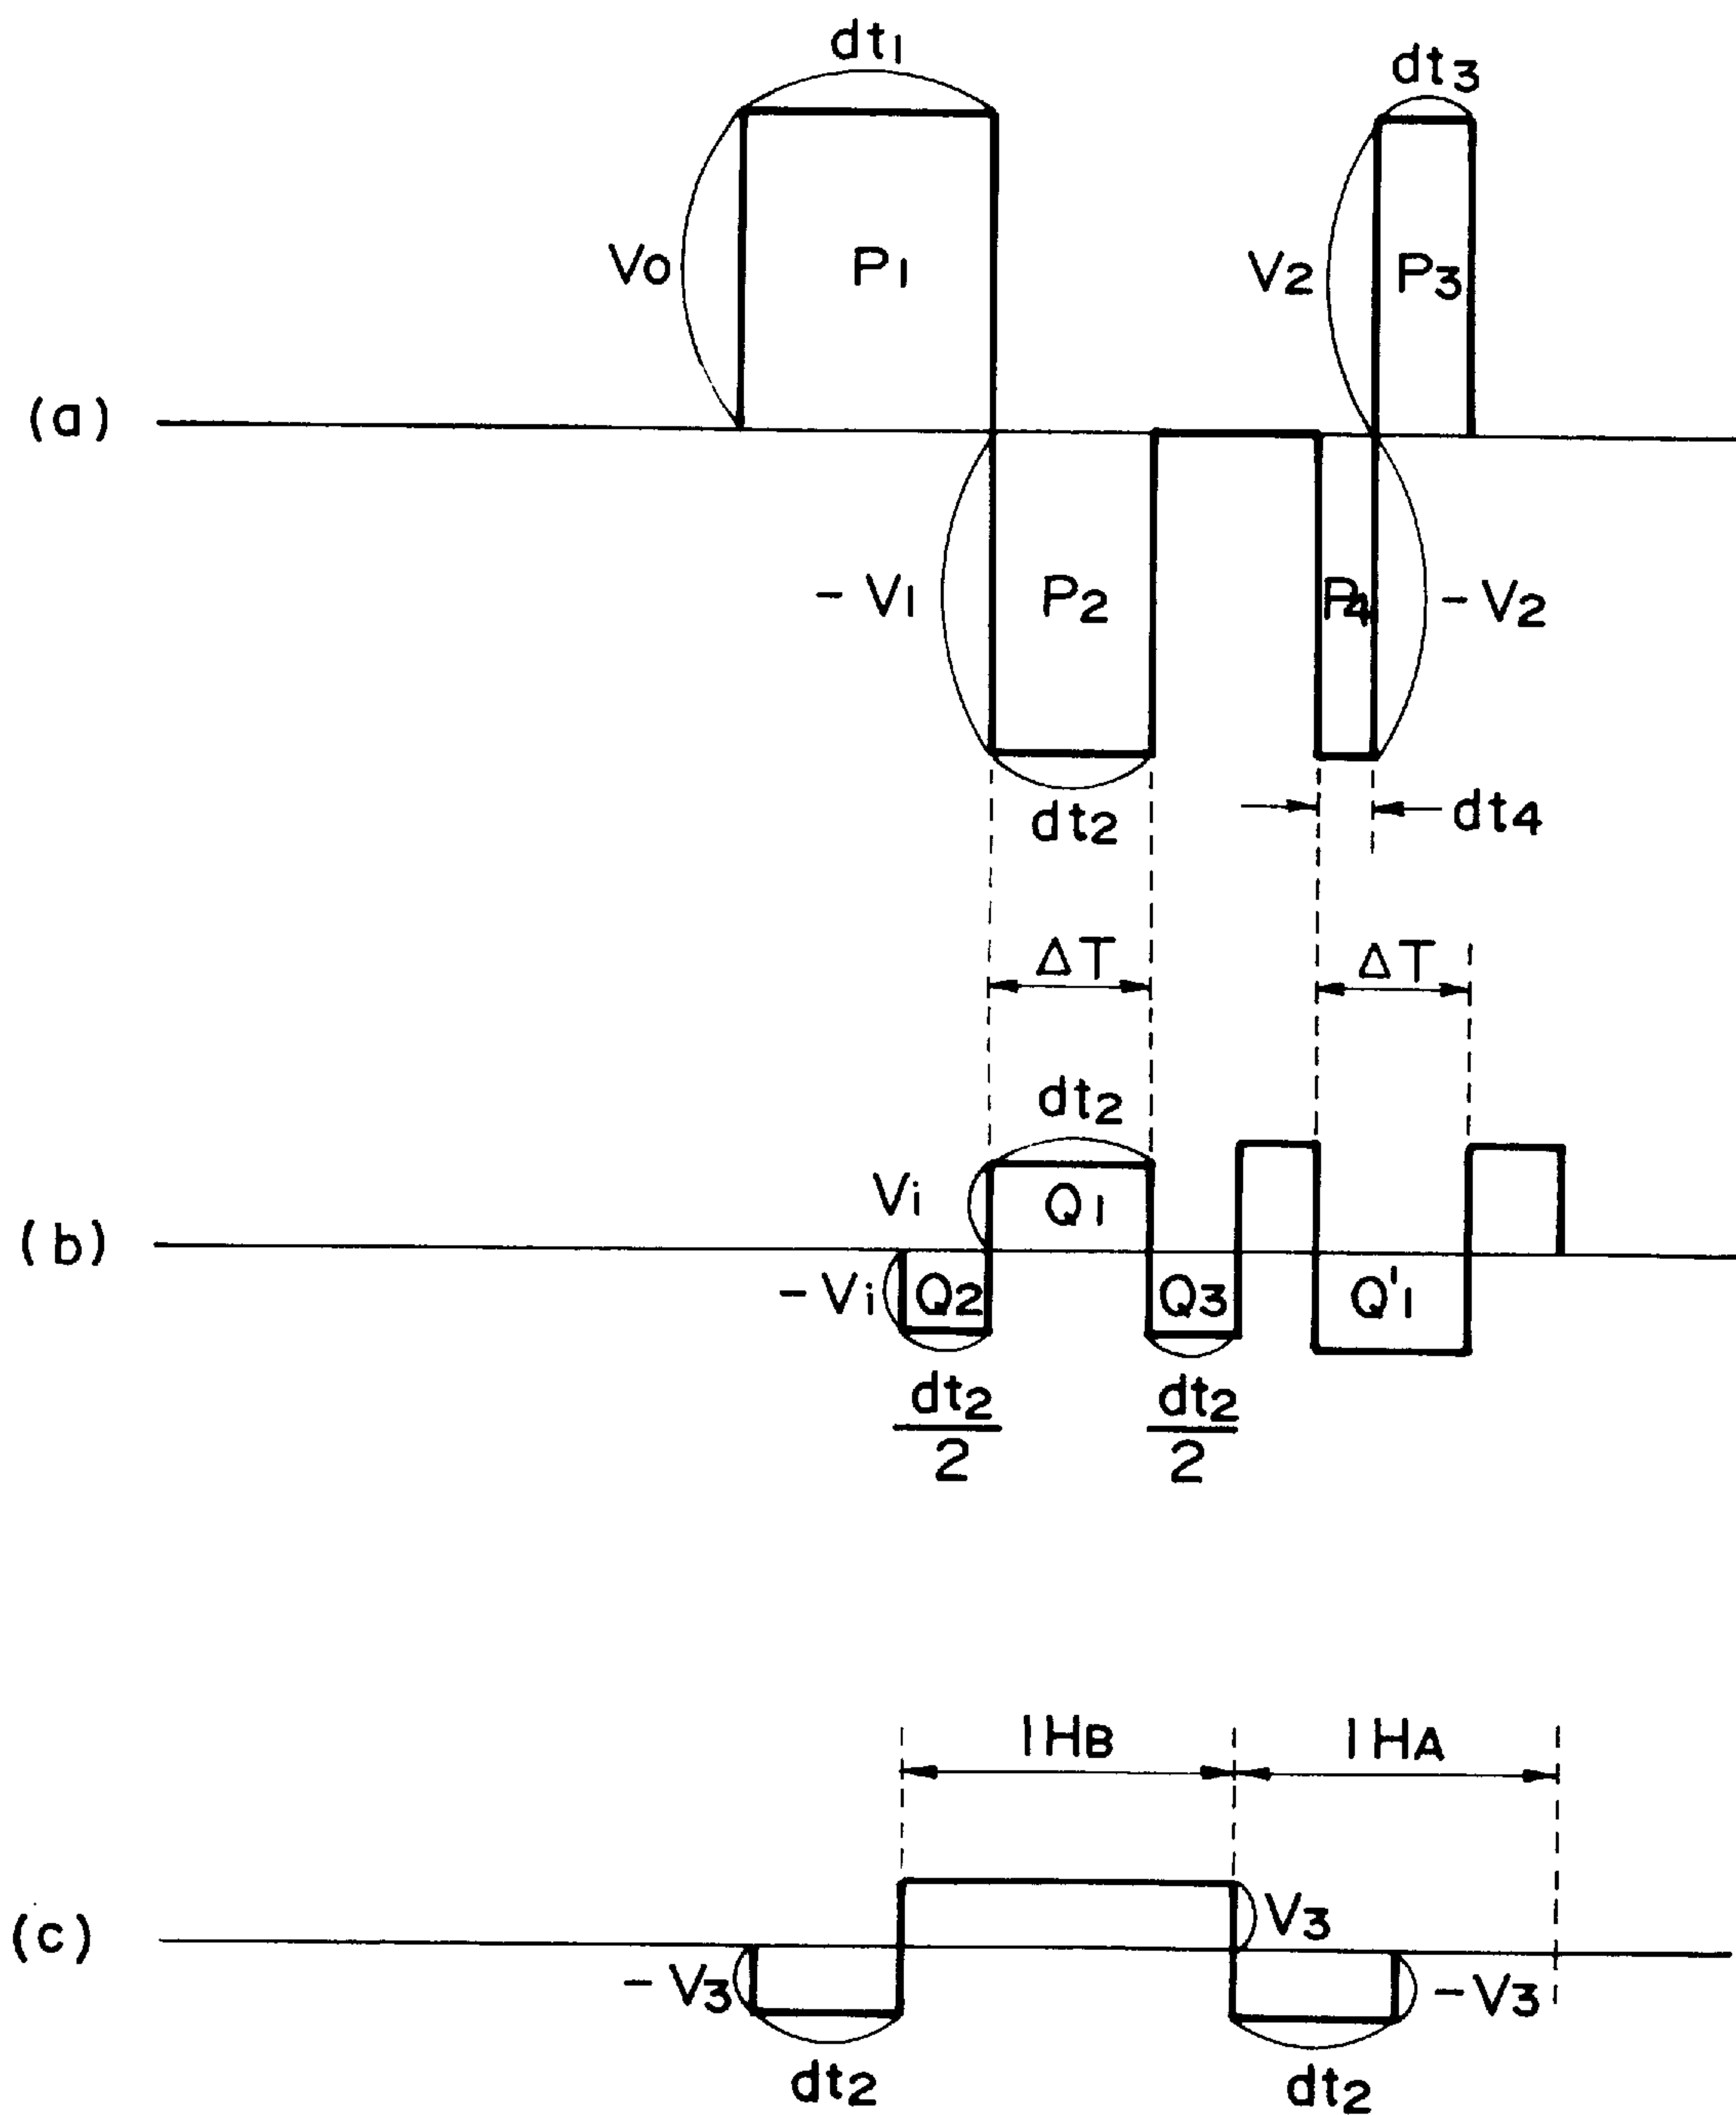 dt1
dt3
V0
P1
V2
P3
(a)
-V1
P2
P4
-V2
dt2
dt4
ΔT
ΔT
dt2
Vi
Q1
(b)
-Vi
Q2
Q3
Q'1
dt2
2
dt2
2
1HB
1HA
(c)
V3
-V3
-V3
dt2
dt2